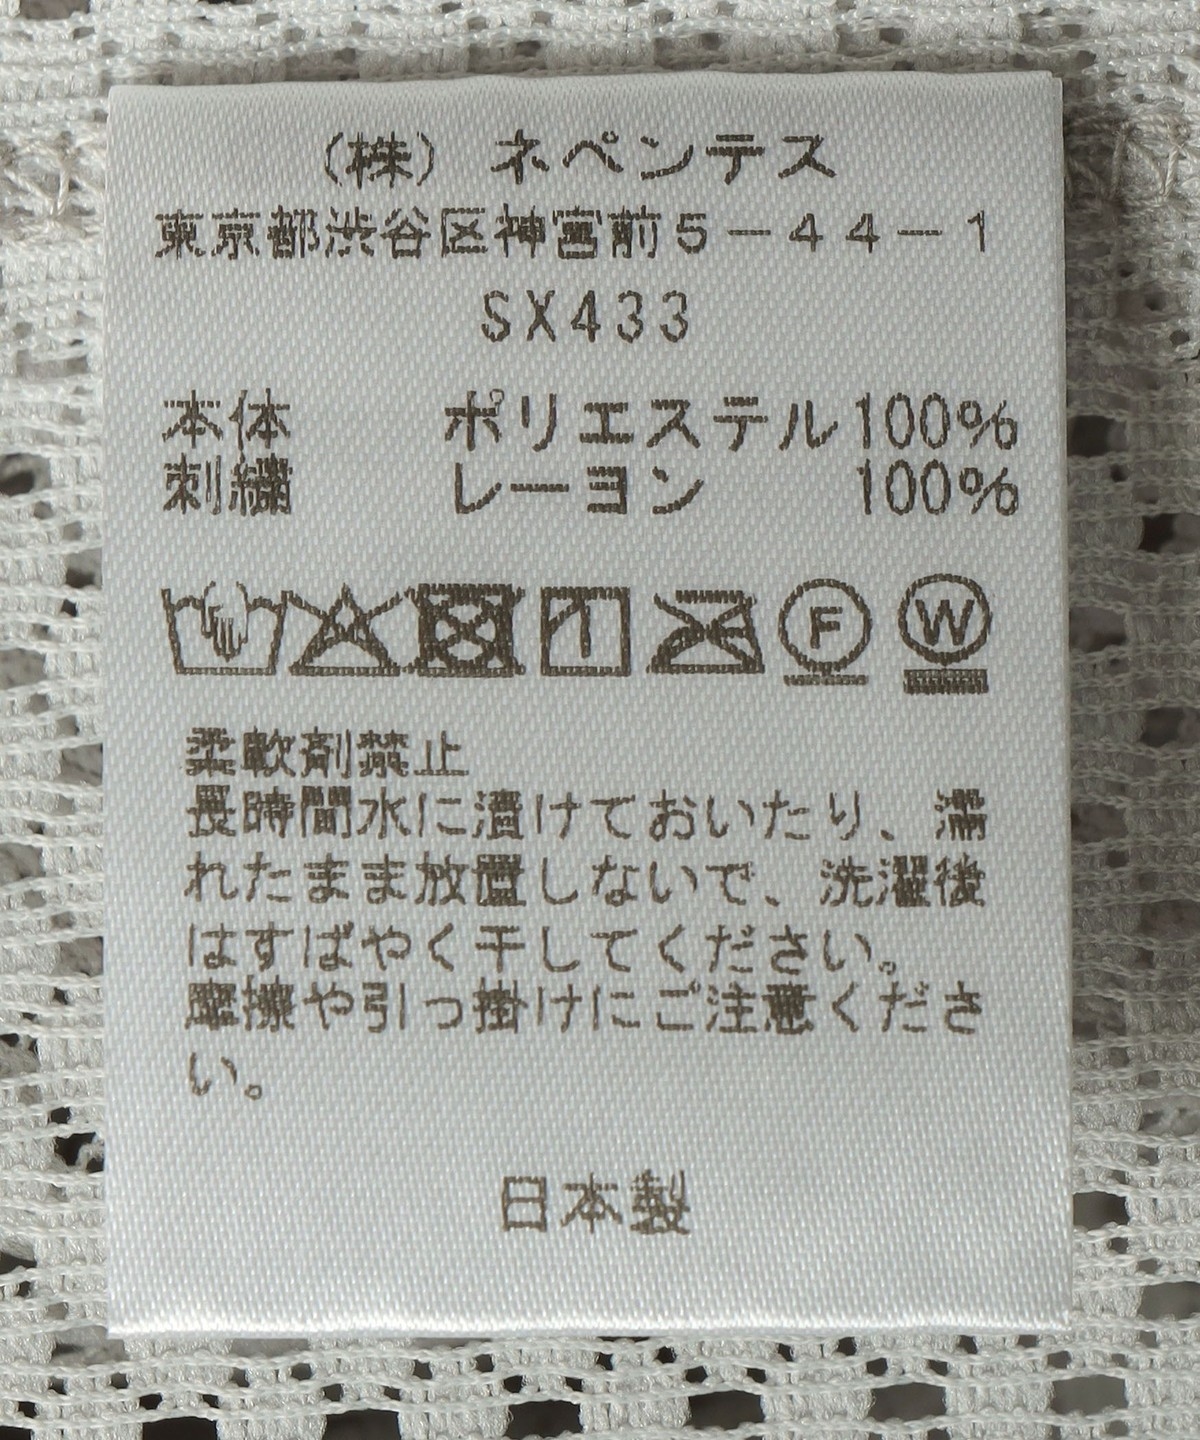 （株）ネペンテス
東京都渋谷区神宮前５－４４－１
SX433
本体 ポリエステル100%
刺繍 レーヨン 100%
F W
柔軟剤禁止
長時間水に漬けておいたり、濡
れたまま放置しないで、洗濯後
はすばやく干してください。
摩擦や引っ掛けにご注意くださ
い。
日本製